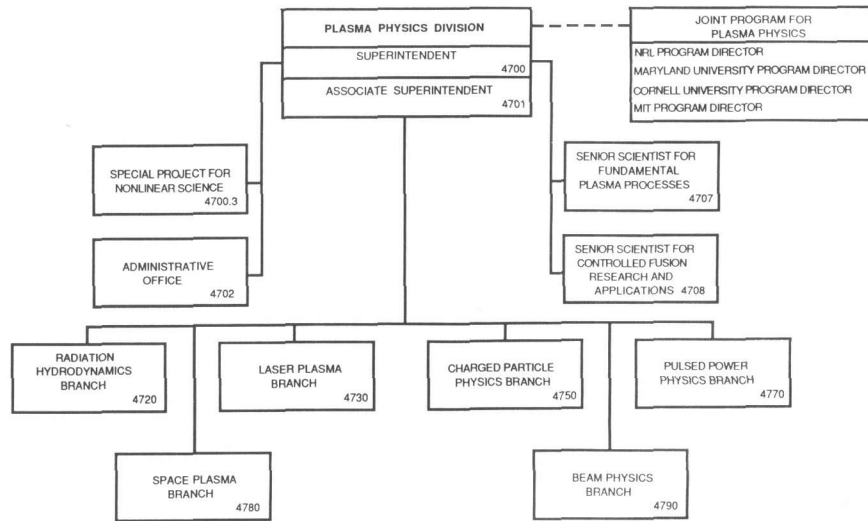 PLASMA PHYSICS DIVISION
SUPERINTENDENT
4700
ASSOCIATE SUPERINTENDENT
4701
JOINT PROGRAM FOR
PLASMA PHYSICS
NRL PROGRAM DIRECTOR
MARYLAND UNIVERSITY PROGRAM DIRECTOR
CORNELL UNIVERSITY PROGRAM DIRECTOR
MIT PROGRAM DIRECTOR
SPECIAL PROJECT FOR
NONLINEAR SCIENCE
4700.3
SENIOR SCIENTIST FOR
FUNDAMENTAL
PLASMA PROCESSES
4707
ADMINISTRATIVE
OFFICE
4702
SENIOR SCIENTIST FOR
CONTROLLED FUSION
RESEARCH AND
APPLICATIONS 4708
RADIATION
HYDRODYNAMICS
BRANCH
4720
LASER PLASMA
BRANCH
4730
CHARGED PARTICLE
PHYSICS BRANCH
4750
PULSED POWER
PHYSICS BRANCH
4770
SPACE PLASMA
BRANCH
4780
BEAM PHYSICS
BRANCH
4790